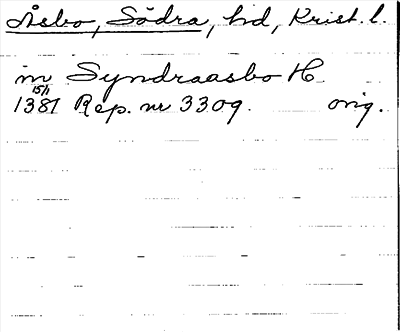 Åsbo, Södra, hd, Krist. l.
in Syndraasbo H
15/1
1381 Rep. nr 3309. orig.